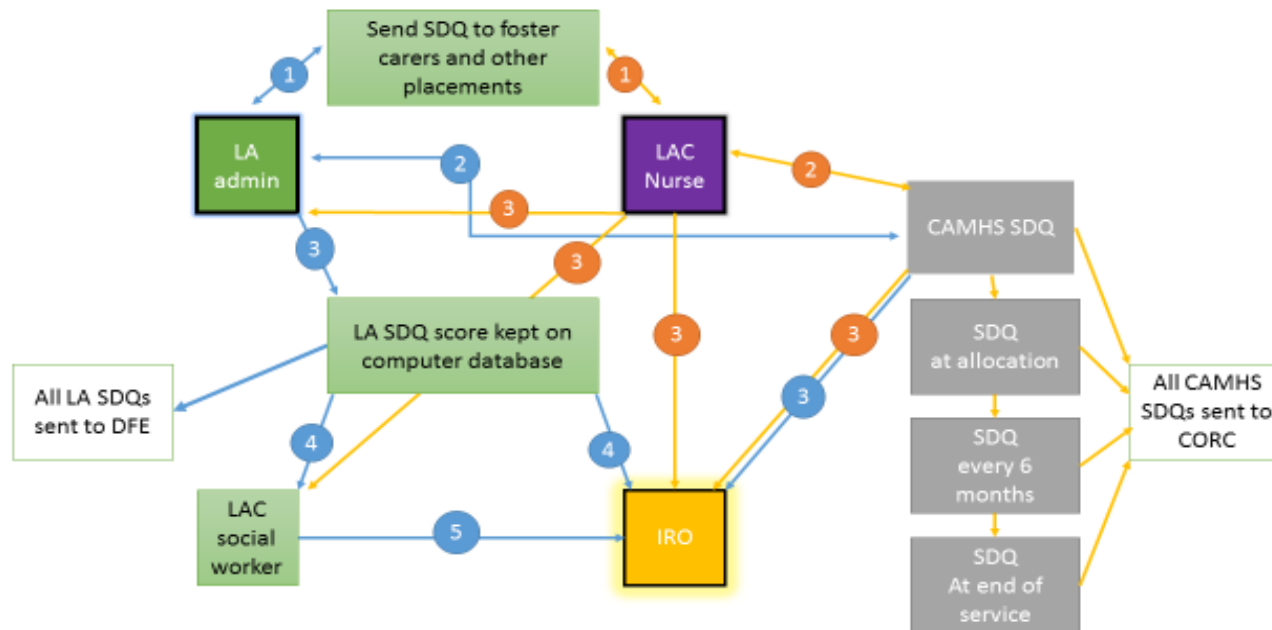 Send SDQ to foster
carers and other
placements
1
1
LA
admin
LAC
Nurse
2
2
3
CAMHS SDQ
3
3
LA SDQ score kept on
computer database
3
3
SDQ
at allocation
All LA SDQs
sent to DFE
3
All CAMHS
SDQs sent to
CORC
4
4
SDQ
every 6
months
LAC
social
worker
5
IRO
SDQ
At end of
service